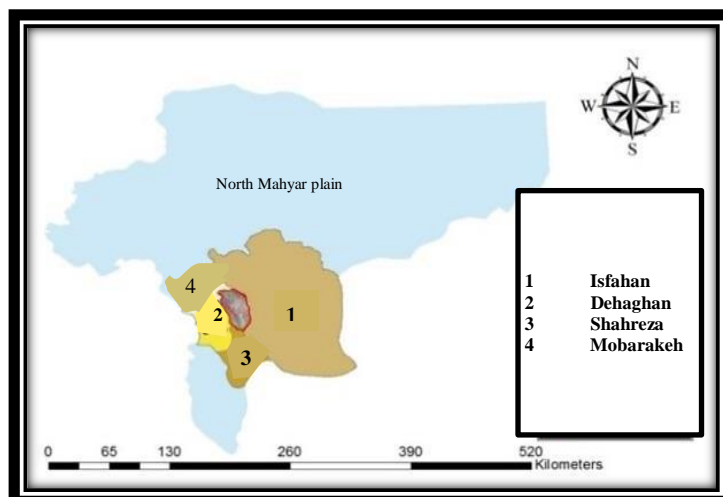 N
W E
S
North Mahyar plain
4
2
1
3
1 Isfahan
2 Dehaghan
3 Shahreza
4 Mobarakeh
0 65 130 260 390 520
Kilometers